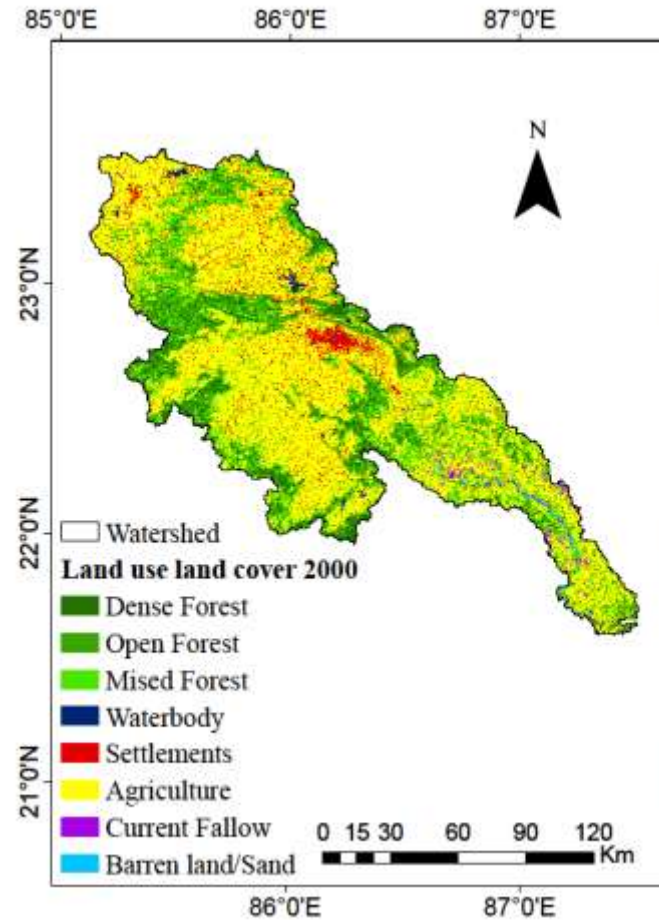 85°0'E 86°0'E 87°0'E
N
23°0'N
22°0'N
21°0'N
Watershed
Land use land cover 2000
Dense Forest
Open Forest
Mised Forest
Waterbody
Settlements
Agriculture
Current Fallow
Barren land/Sand
0 15 30 60 90 120
Km
86°0'E 87°0'E